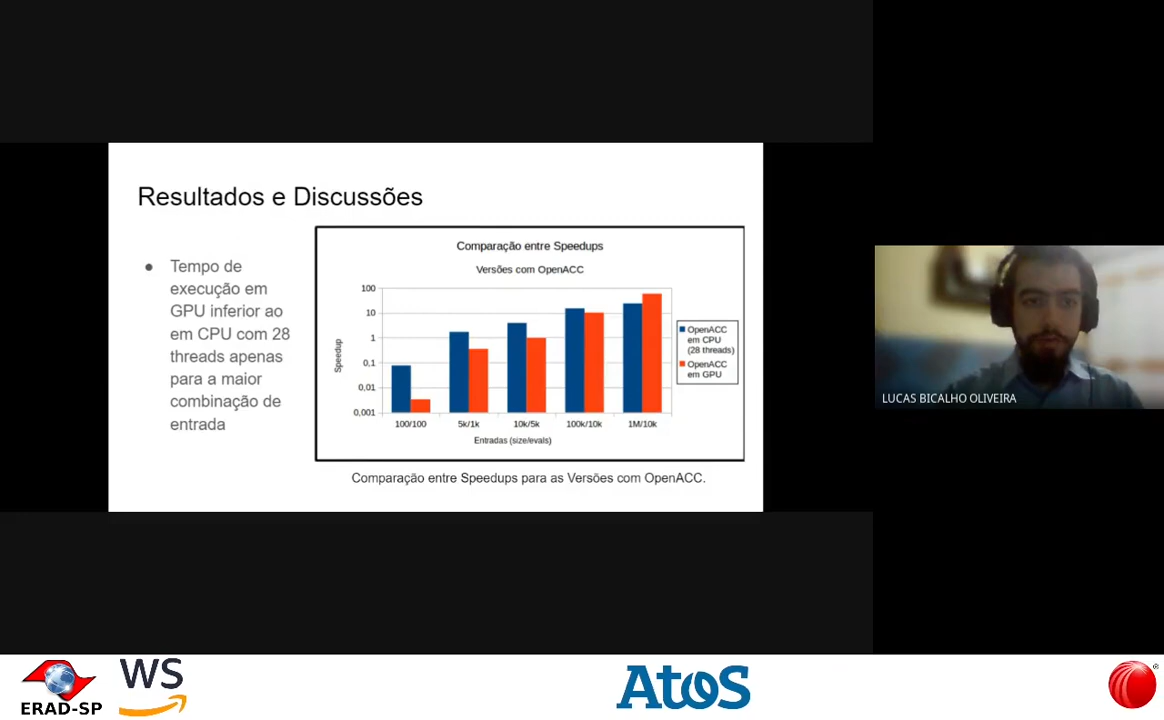 Resultados e Discussões
● Tempo de
execução em
GPU inferior ao
em CPU com 28
threads apenas
para a maior
combinação de
entrada
Comparação entre Speedups
Versões com OpenACC
Speedup
100
10
1
0,1
0,01
0,001
100/100 5k/1k 10k/5k 100k/10k 1M/10k
Entradas (size/evals)
OpenACC
em CPU
(28 threads)
OpenACC
em GPU
Comparação entre Speedups para as Versões com OpenACC.
LUCAS BICALHO OLIVEIRA
ERAD-SP
WS
Atos